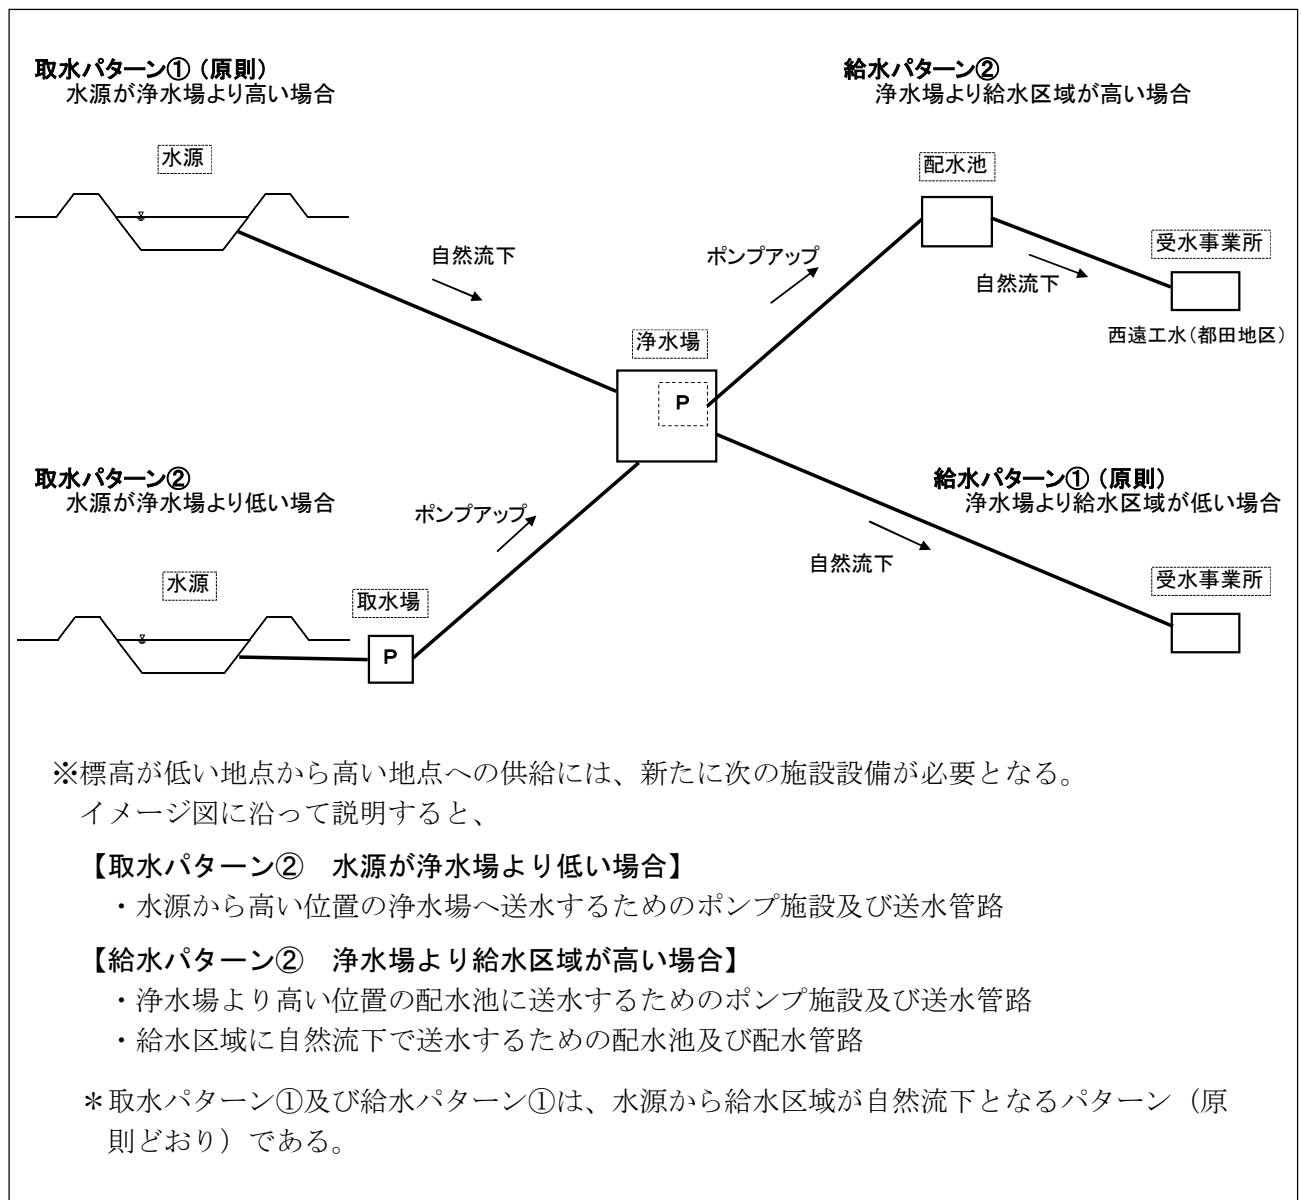 取水パターン①（原則）
水源が浄水場より高い場合
水源
自然流下
給水パターン②
浄水場より給水区域が高い場合
配水池
ポンプアップ
自然流下
受水事業所
西遠工水（都田地区）
浄水場
P
取水パターン②
水源が浄水場より低い場合
水源
取水場
P
ポンプアップ
給水パターン①（原則）
浄水場より給水区域が低い場合
自然流下
受水事業所
※標高が低い地点から高い地点への供給には、新たに次の施設設備が必要となる。
イメージ図に沿って説明すると、
【取水パターン②　水源が浄水場より低い場合】
・水源から高い位置の浄水場へ送水するためのポンプ施設及び送水管路
【給水パターン②　浄水場より給水区域が高い場合】
・浄水場より高い位置の配水池に送水するためのポンプ施設及び送水管路
・給水区域に自然流下で送水するための配水池及び配水管路
＊取水パターン①及び給水パターン①は、水源から給水区域が自然流下となるパターン（原
則どおり）である。